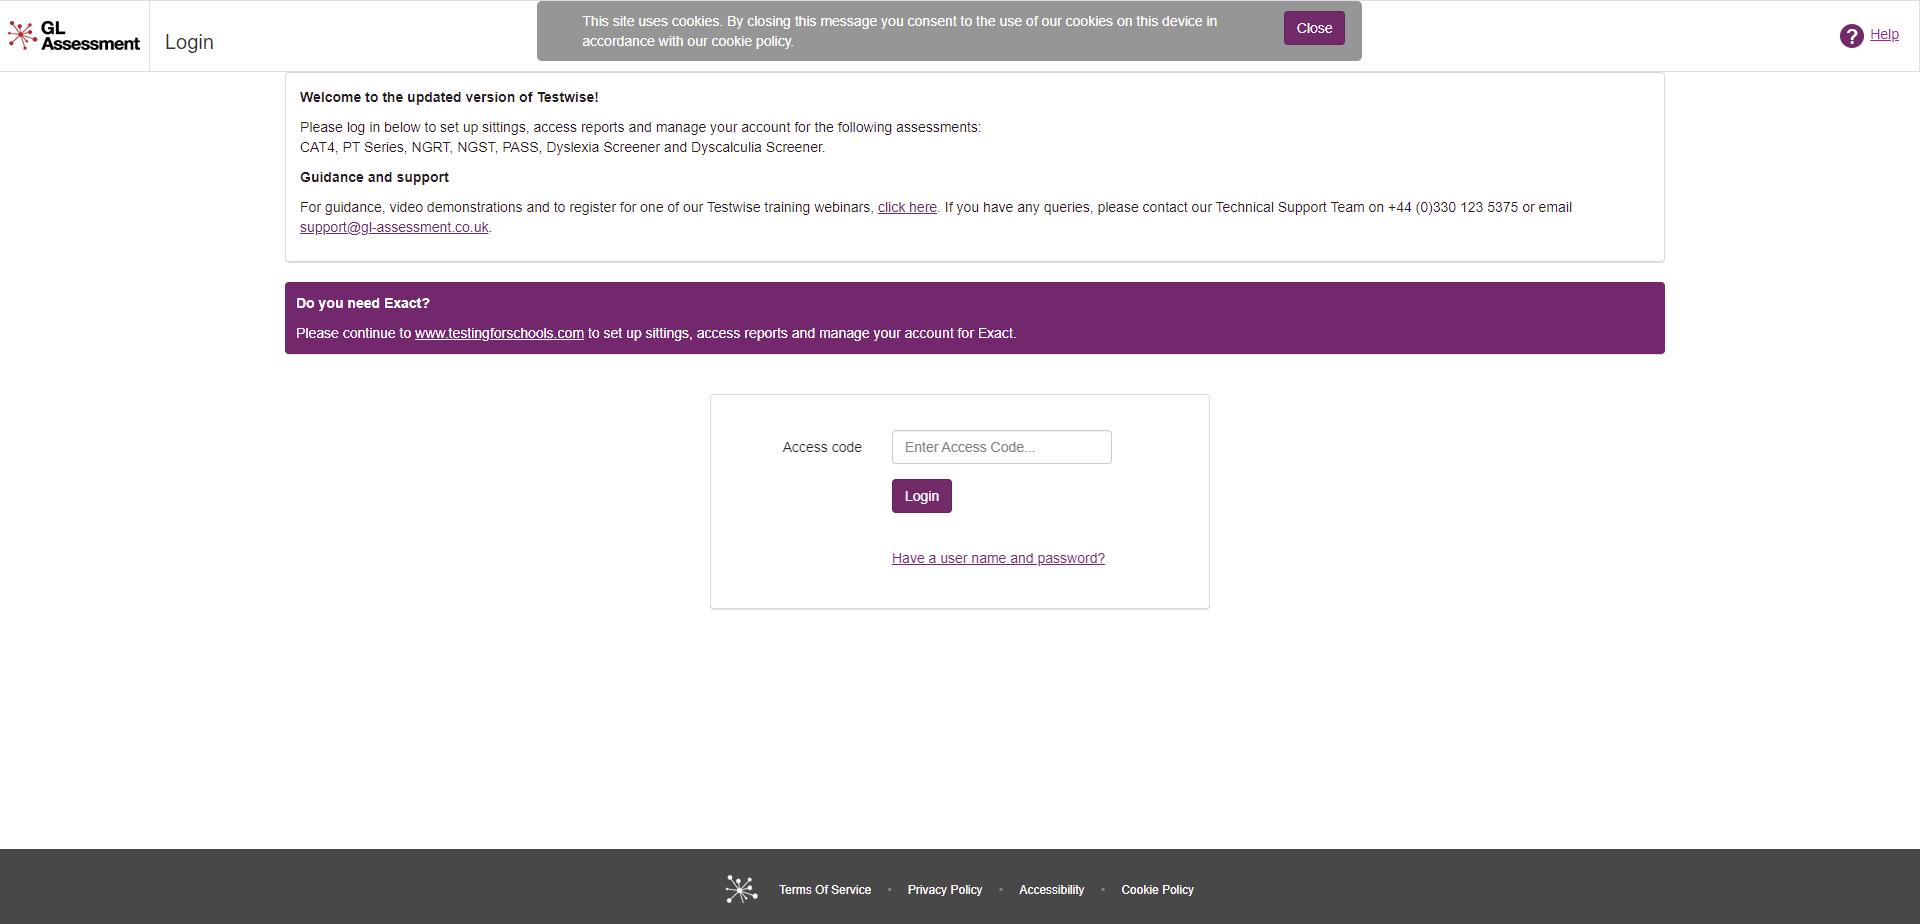 GL
Assessment
Login
This site uses cookies. By closing this message you consent to the use of our cookies on this device in
accordance with our cookie policy.
Close
? Help
Welcome to the updated version of Testwise!
Please log in below to set up sittings, access reports and manage your account for the following assessments:
CAT4, PT Series, NGRT, NGST, PASS, Dyslexia Screener and Dyscalculia Screener.
Guidance and support
For guidance, video demonstrations and to register for one of our Testwise training webinars, click here. If you have any queries, please contact our Technical Support Team on +44 (0)330 123 5375 or email
support@gl-assessment.co.uk.
Do you need Exact?
Please continue to www.testingforschools.com to set up sittings, access reports and manage your account for Exact.
Access code
Enter Access Code...
Login
Have a user name and password?
Terms Of Service • Privacy Policy • Accessibility • Cookie Policy